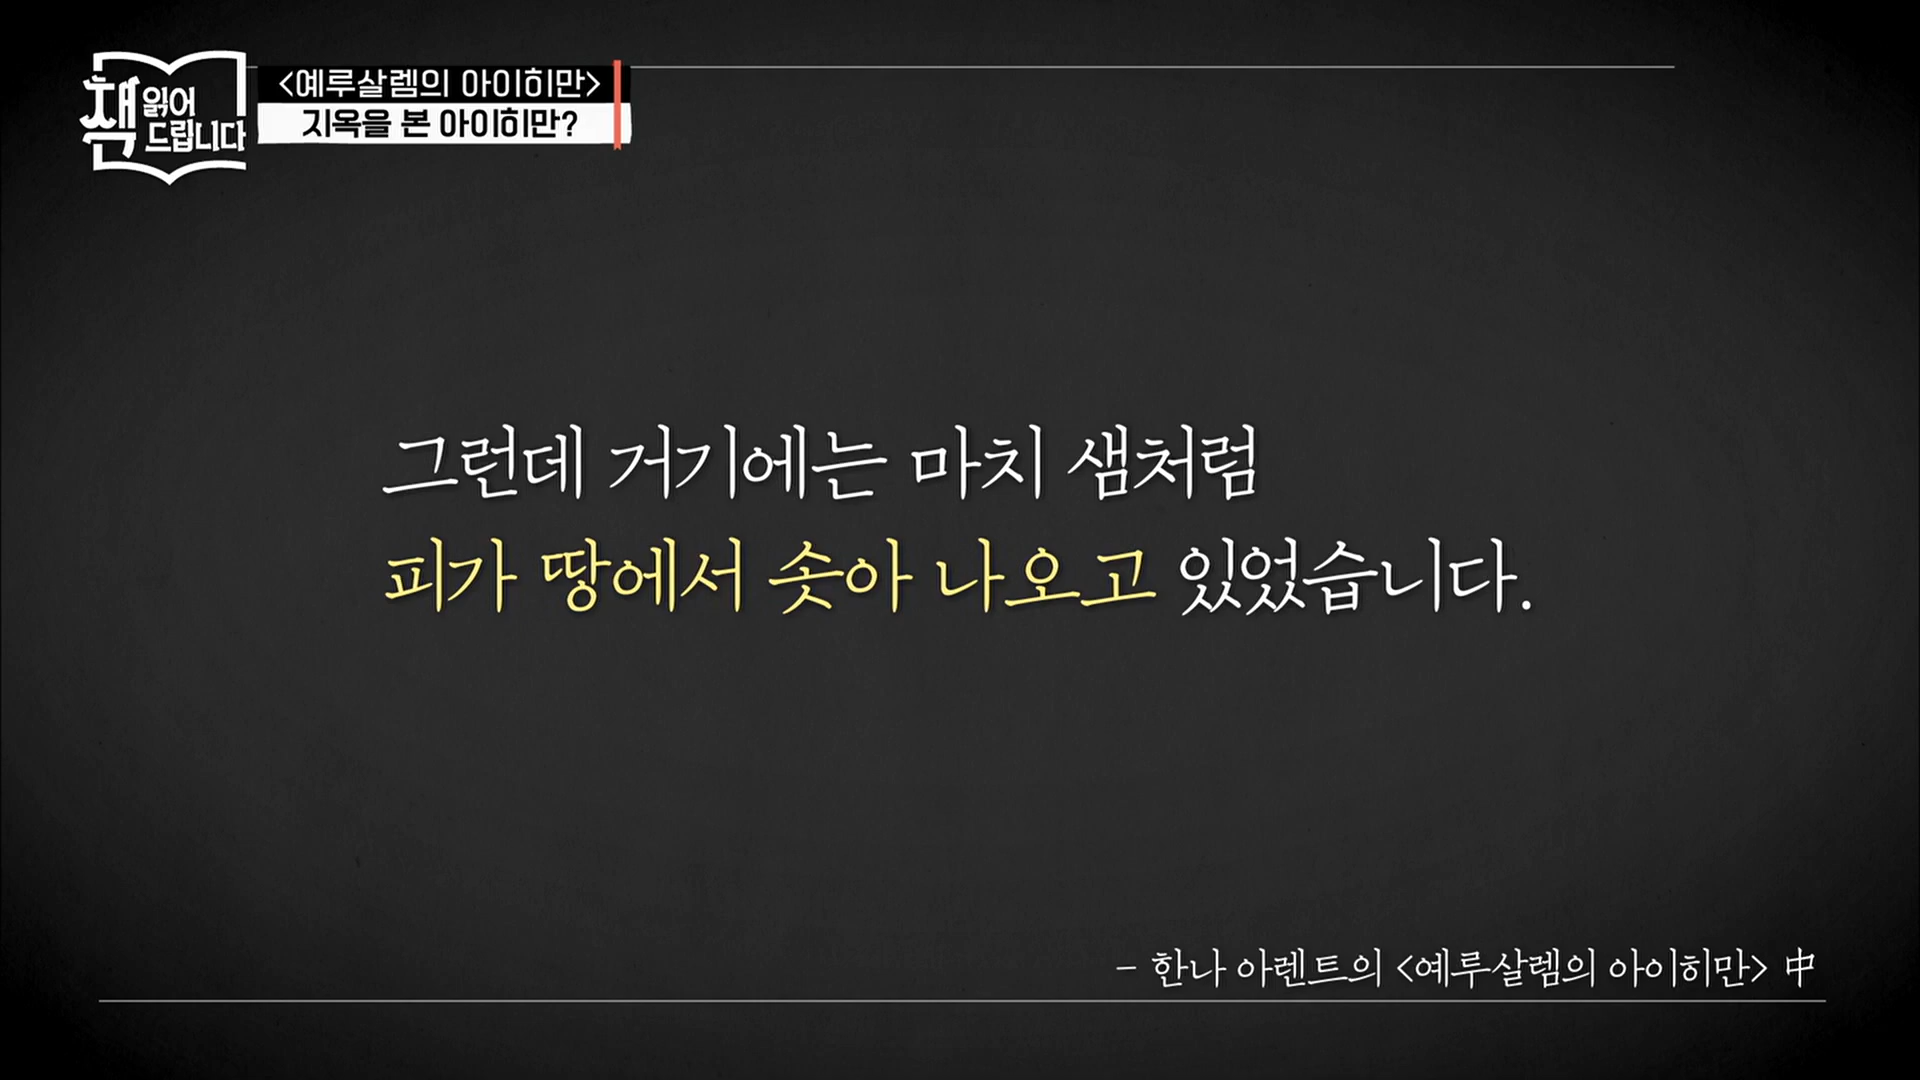 책 읽어
드립니다
<예루살렘의 아이히만>
지옥을 본 아이히만?
그런데 거기에는 마치 샘처럼
피가 땅에서 솟아 나오고 있었습니다.
- 한나 아렌트의 <예루살렘의 아이히만> 中